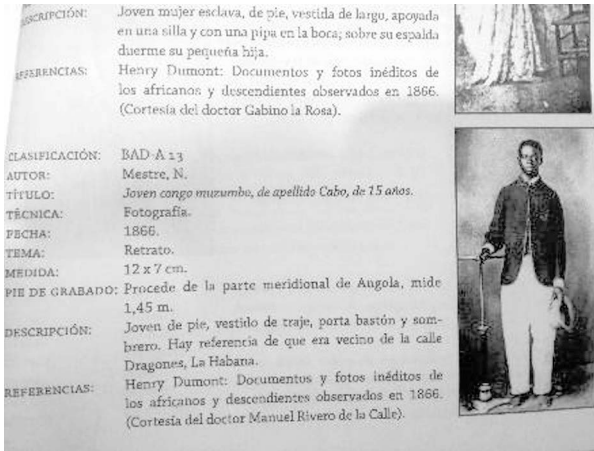 DESCRIPCIÓN: Joven mujer esclava, de pie, vestida de largo, apoyada
en una silla y con una pipa en la boca; sobre su espalda
duerme su pequeña hija.
REFERENCIAS: Henry Dumont: Documentos y fotos inéditos de
los africanos y descendientes observados en 1866.
(Cortesía del doctor Gabino la Rosa).
CLASIFICACIÓN: BAD-A 13
AUTOR: Mestre, N.
TÍTULO: Joven congo muzumbo, de apellido Cabo, de 15 años.
TÉCNICA: Fotografía.
FECHA: 1866.
TEMA: Retrato.
MEDIDA: 12 x 7 cm.
PIE DE GRABADO: Procede de la parte meridional de Angola, mide
1,45 m.
DESCRIPCIÓN: Joven de pie, vestido de traje, porta bastón y som-
brero. Hay referencia de que era vecino de la calle
Dragones, La Habana.
REFERENCIAS: Henry Dumont: Documentos y fotos inéditos de
los africanos y descendientes observados en 1866.
(Cortesía del doctor Manuel Rivero de la Calle).